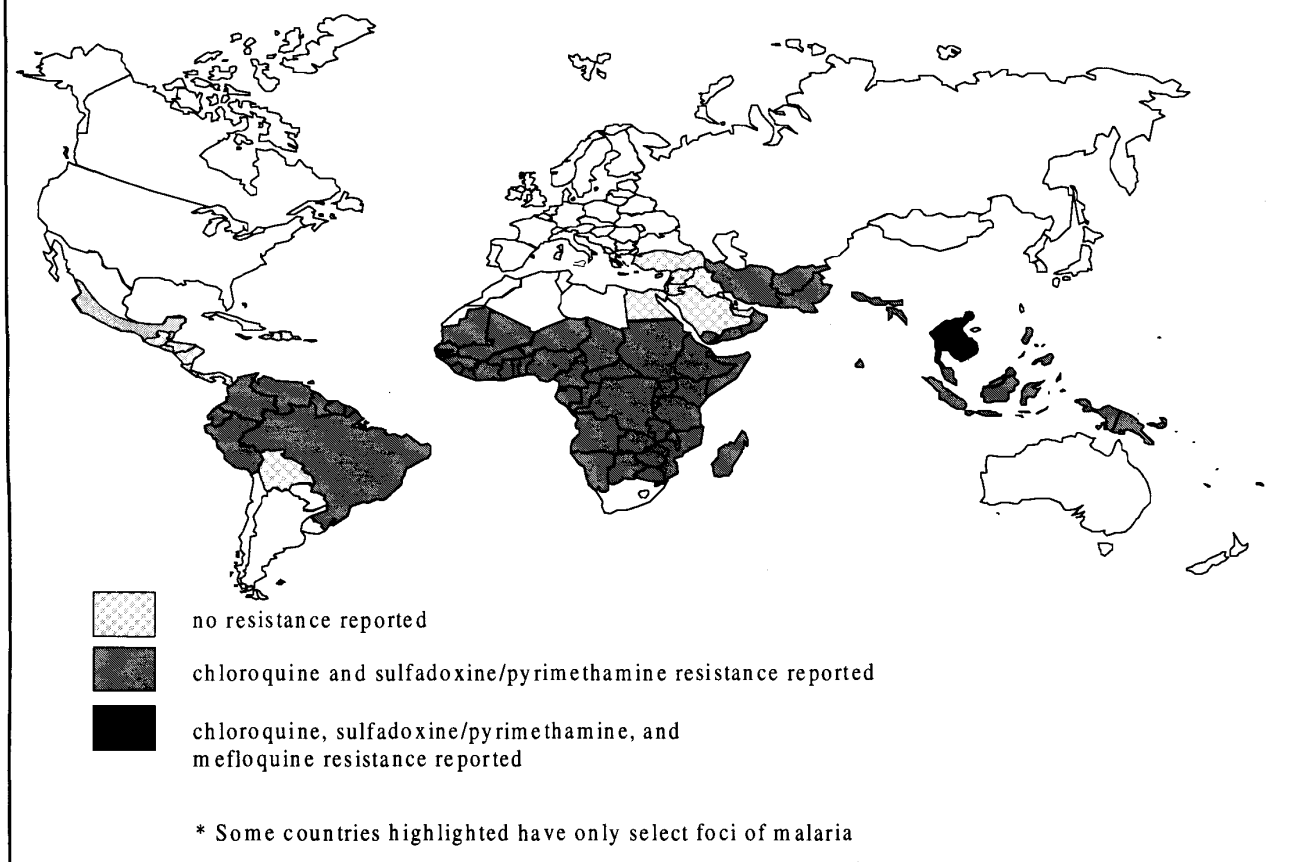 no resistance reported
chloroquine and sulfadoxine/pyrimethamine resistance reported
chloroquine, sulfadoxine/pyrimethamine, and
mefloquine resistance reported
* Some countries highlighted have only select foci of malaria